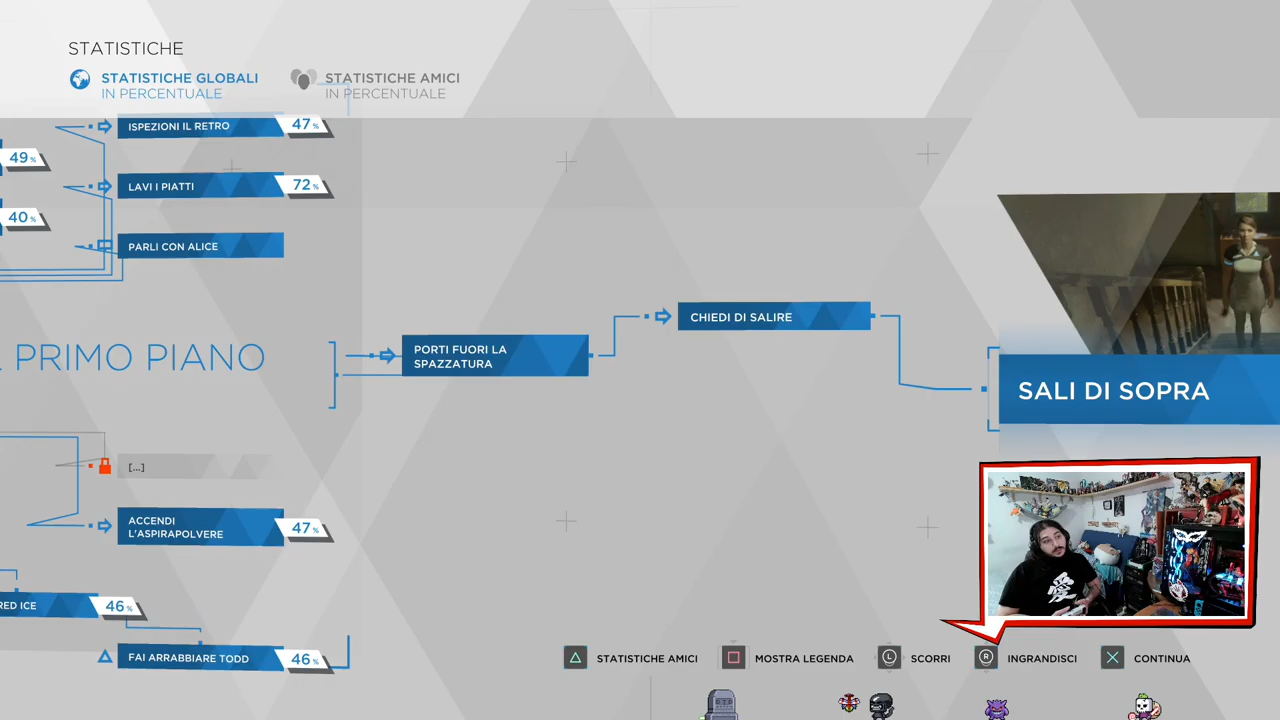 STATISTICHE
STATISTICHE GLOBALI
IN PERCENTUALE
STATISTICHE AMICI
IN PERCENTUALE
ISPEZIONI IL RETRO
47%
49%
LAVI I PIATTI
72%
40%
PARLI CON ALICE
CHIEDI DI SALIRE
PRIMO PIANO
PORTI FUORI LA
SPAZZATURA
SALI DI SOPRA
[...]
ACCENDI
L'ASPIRAPOLVERE
47%
RED ICE
46%
FAI ARRABBIARE TODD
46%
愛
STATISTICHE AMICI
MOSTRA LEGENDA
L
SCORRI
R
INGRANDISCI
CONTINUA